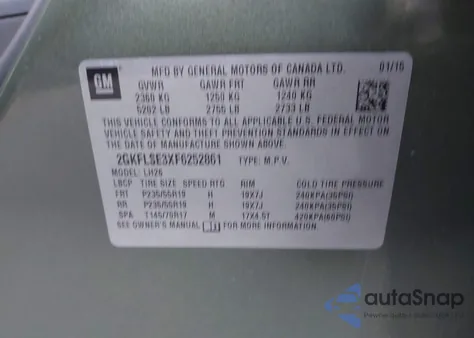 GM
MFD BY GENERAL MOTORS OF CANADA LTD. 01/15
GVWR GAWR FRT GAWR RR
2360 KG 1250 KG 1240 KG
5202 LB 2755 LB 2733 LB
THIS VEHICLE CONFORMS TO ALL APPLICABLE U.S. FEDERAL
MOTOR VEHICLE SAFETY AND THEFT PREVENTION STANDARDS IN EFFECT ON
THE DATE OF MANUFACTURE SHOWN ABOVE.
2GKFLSE3XF6252861 TYPE: M.P.V.
MODEL: LH26
TIRE SIZE SPEED RTG RIM COLD TIRE PRESSURE
FRT P235/55R19 H 19X7J 240KPA(35PSI)
RR P235/55R19 H 19X7J 240KPA(35PSI)
SPA T145/70R17 M 17X4.5T 420KPA(60PSI)
SEE OWNER'S MANUAL FOR MORE INFORMATION.
autaSnap